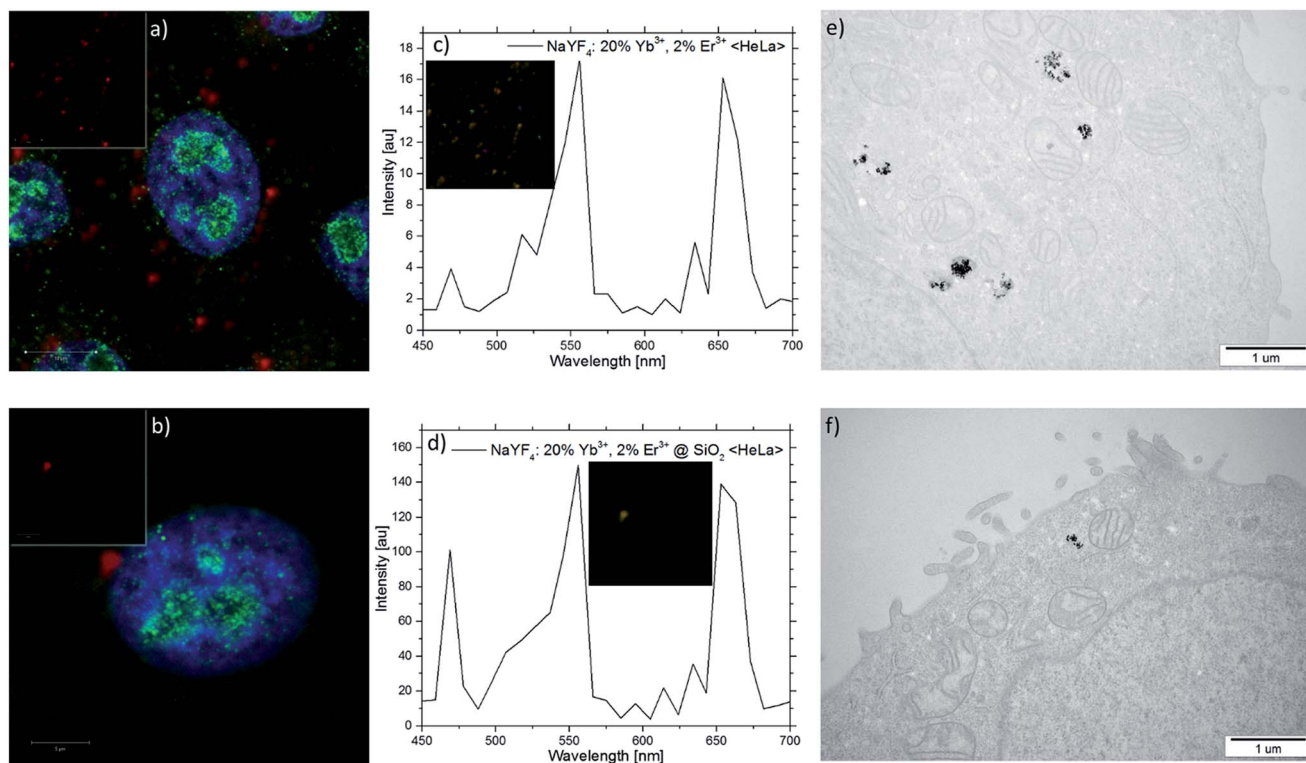 a)
c)
NaYF₄: 20% Yb³⁺, 2% Er³⁺ <HeLa>
18
16
14
12
10
8
6
4
2
0
Intensity [au]
450 500 550 600 650 700
Wavelength [nm]
e)
1 um
b)
5 μm
d)
NaYF₄: 20% Yb³⁺, 2% Er³⁺ @ SiO₂ <HeLa>
160
140
120
100
80
60
40
20
0
Intensity [au]
450 500 550 600 650 700
Wavelength [nm]
f)
1 um